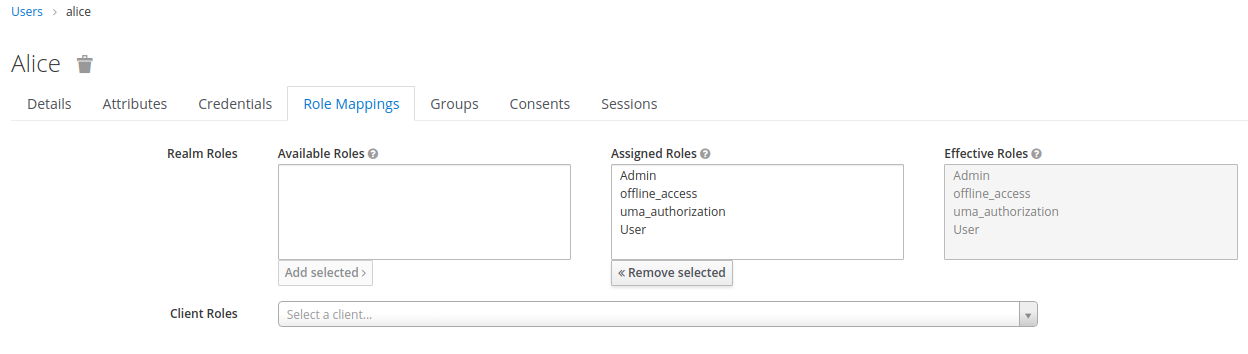 Users › alice
Alice
Details Attributes Credentials Role Mappings Groups Consents Sessions
Realm Roles Available Roles ? Assigned Roles ? Effective Roles ?
Admin Admin
offline_access offline_access
uma_authorization uma_authorization
User User
Add selected › « Remove selected
Client Roles Select a client...